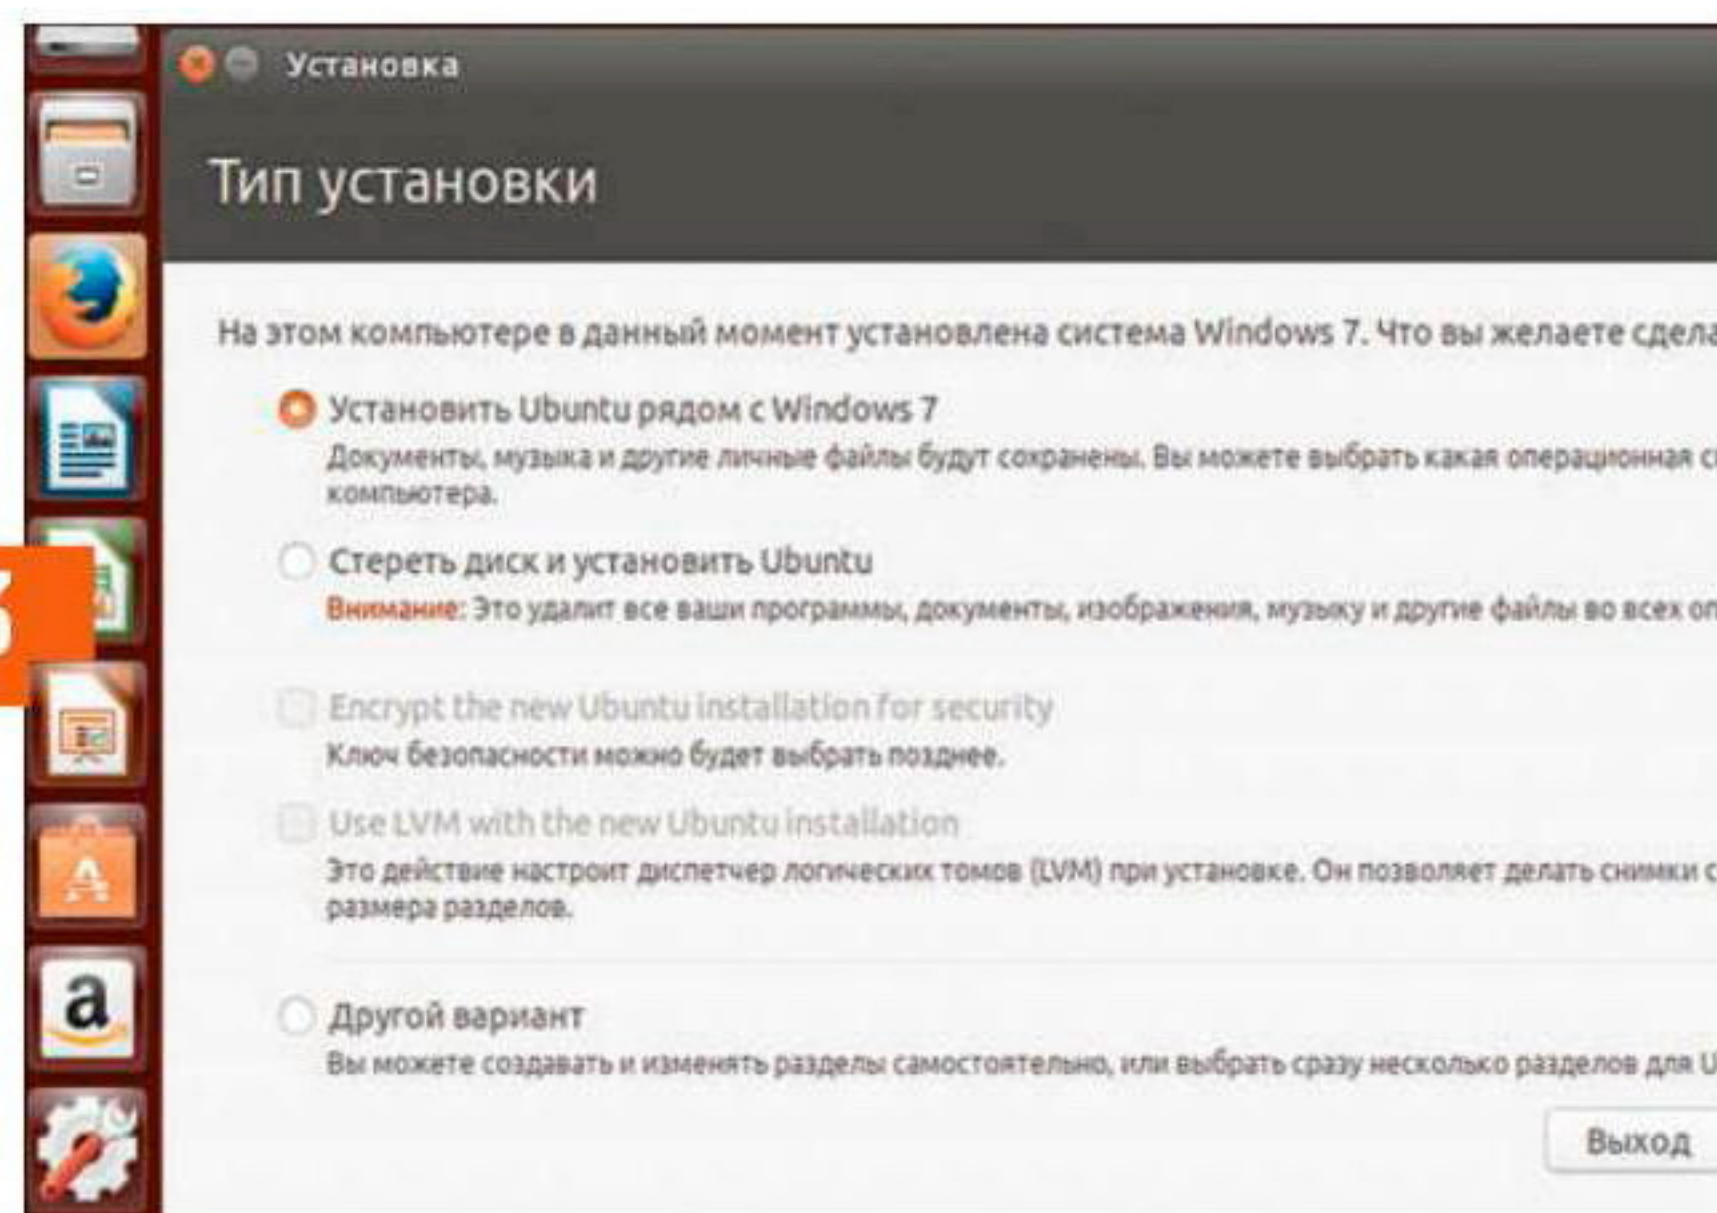 Установка
Тип установки
На этом компьютере в данный момент установлена система Windows 7. Что вы желаете сдела
Установить Ubuntu рядом с Windows 7
Документы, музыка и другие личные файлы будут сохранены. Вы можете выбрать какая операционная с
компьютера.
Стереть диск и установить Ubuntu
Внимание: Это удалит все ваши программы, документы, изображения, музыку и другие файлы во всех оп
3
Encrypt the new Ubuntu installation for security
Ключ безопасности можно будет выбрать позднее.
Use LVM with the new Ubuntu installation
Это действие настроит диспетчер логических томов (LVM) при установке. Он позволяет делать снимки с
размера разделов.
a
Другой вариант
Вы можете создавать и изменять разделы самостоятельно, или выбрать сразу несколько разделов для U
Выход